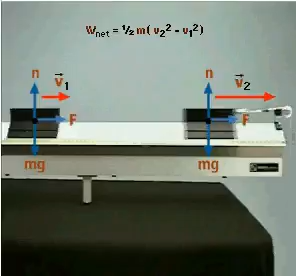 Wnet = ½ m( v₂² - v₁² )
n v₁ n v₂
F F
mg mg